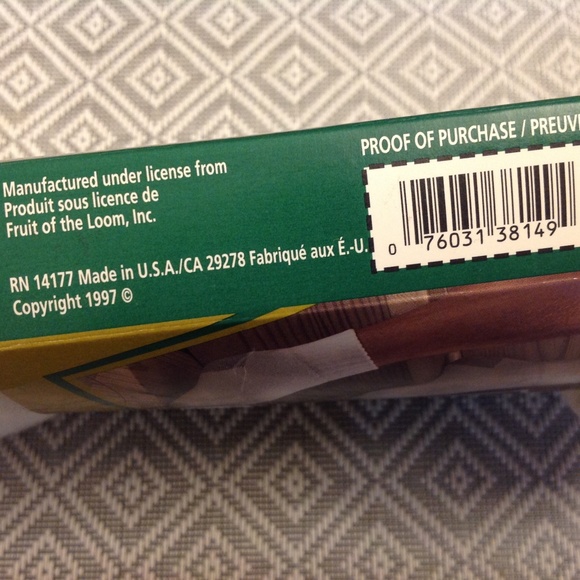 Manufactured under license from
Produit sous licence de
Fruit of the Loom, Inc.
RN 14177 Made in U.S.A./CA 29278 Fabriqué aux É.-U.
Copyright 1997 ©
PROOF OF PURCHASE / PREUV
0 76031 38149